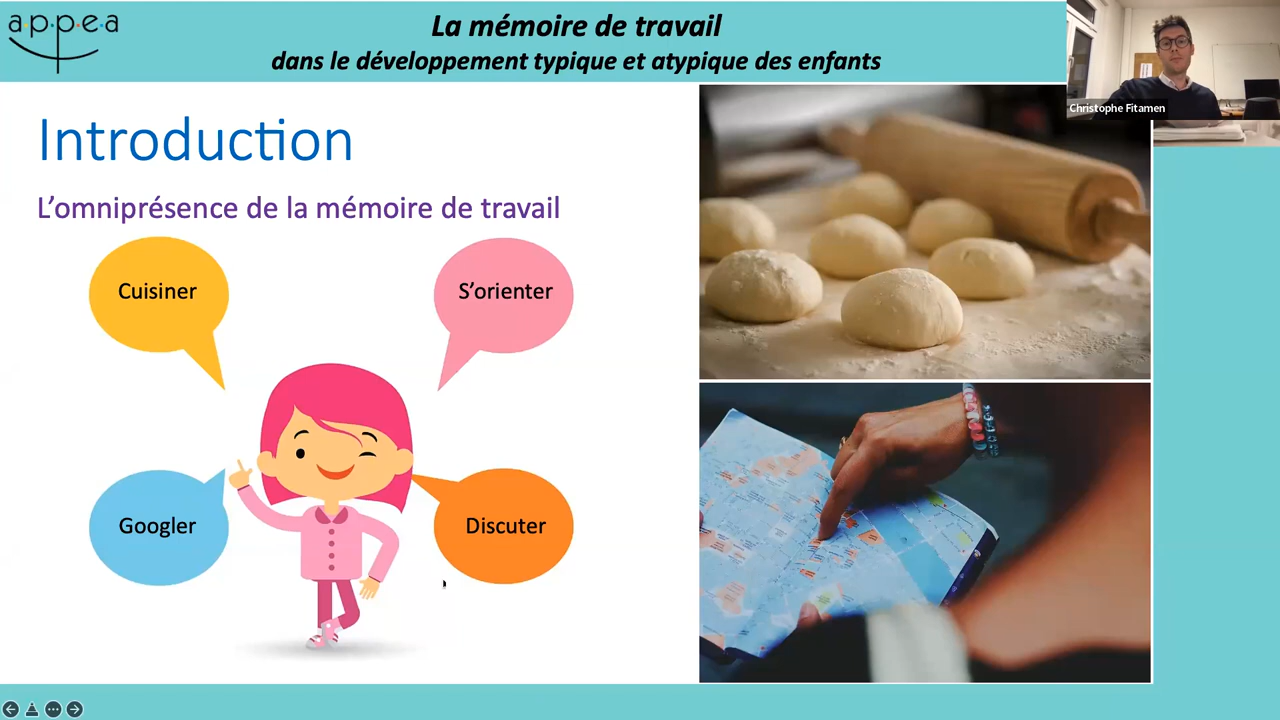 a·p·p·e·a
La mémoire de travail
dans le développement typique et atypique des enfants
Christophe Fitamen
Introduction
L'omniprésence de la mémoire de travail
Cuisiner
S'orienter
Googler
Discuter